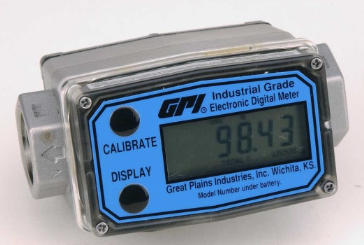 GPI® Industrial Grade
Electronic Digital Meter
CALIBRATE
98.43
DISPLAY
Great Plains Industries, Inc. Wichita, KS.
Model Number under battery.